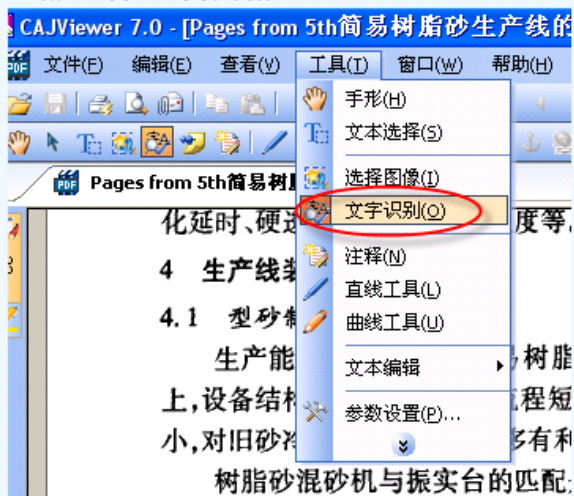 CAJViewer 7.0 - [Pages from 5th简易树脂砂生产线的
文件(F) 编辑(E) 查看(V) 工具(T) 窗口(W) 帮助(H)
手形(H)
文本选择(S)
选择图像(I)
文字识别(O)
注释(N)
直线工具(L)
曲线工具(U)
文本编辑
参数设置(P)...
PDF Pages from 5th简易树
化延时、硬 度等
4 生产线
4.1 型砂
生产能 树脂
上,设备结构 流程短
小,对旧砂冷 有利
树脂砂混砂机与振实台的匹配